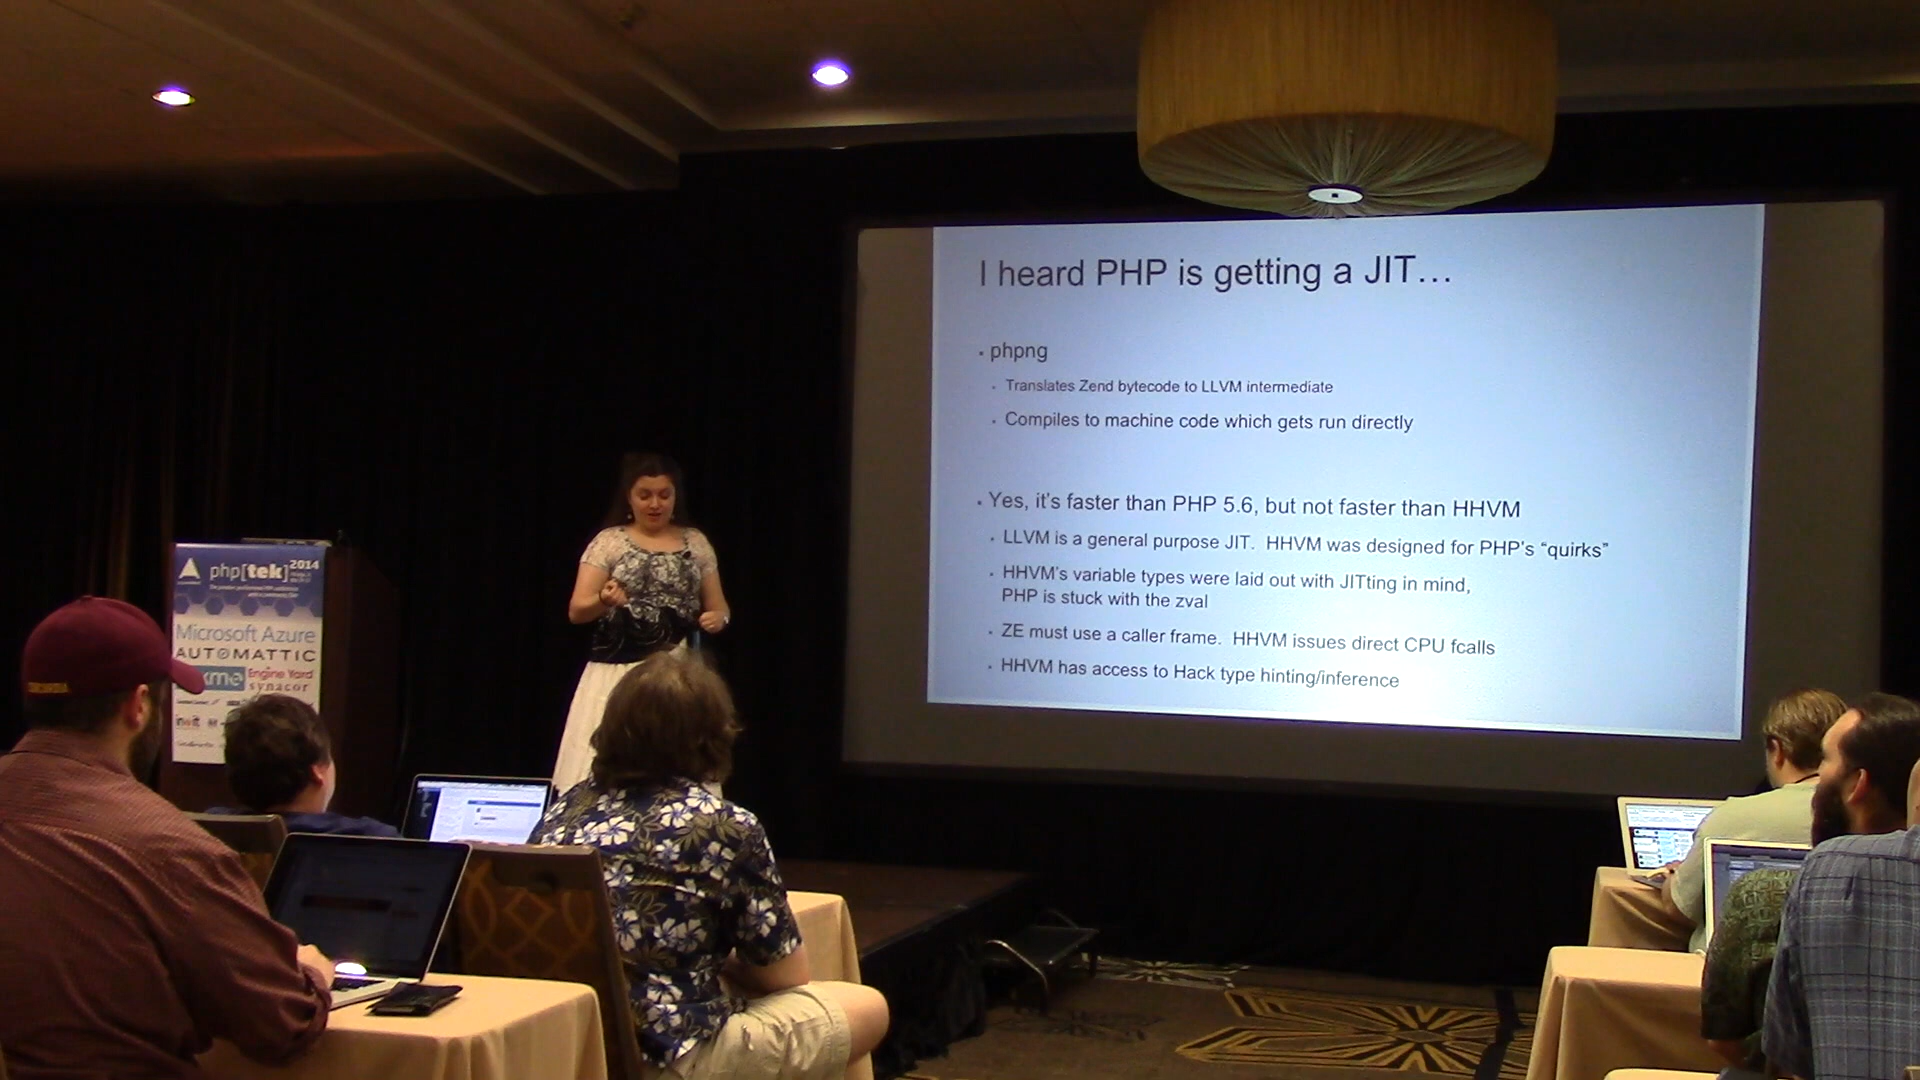 I heard PHP is getting a JIT...
phpng
Translates Zend bytecode to LLVM intermediate
Compiles to machine code which gets run directly
Yes, it's faster than PHP 5.6, but not faster than HHVM
LLVM is a general purpose JIT. HHVM was designed for PHP's “quirks”
HHVM's variable types were laid out with JITting in mind,
PHP is stuck with the zval
ZE must use a caller frame. HHVM issues direct CPU fcalls
HHVM has access to Hack type hinting/inference
php[tek] 2014
Microsoft Azure
AUTOMATTIC
Engine Yard
synacor